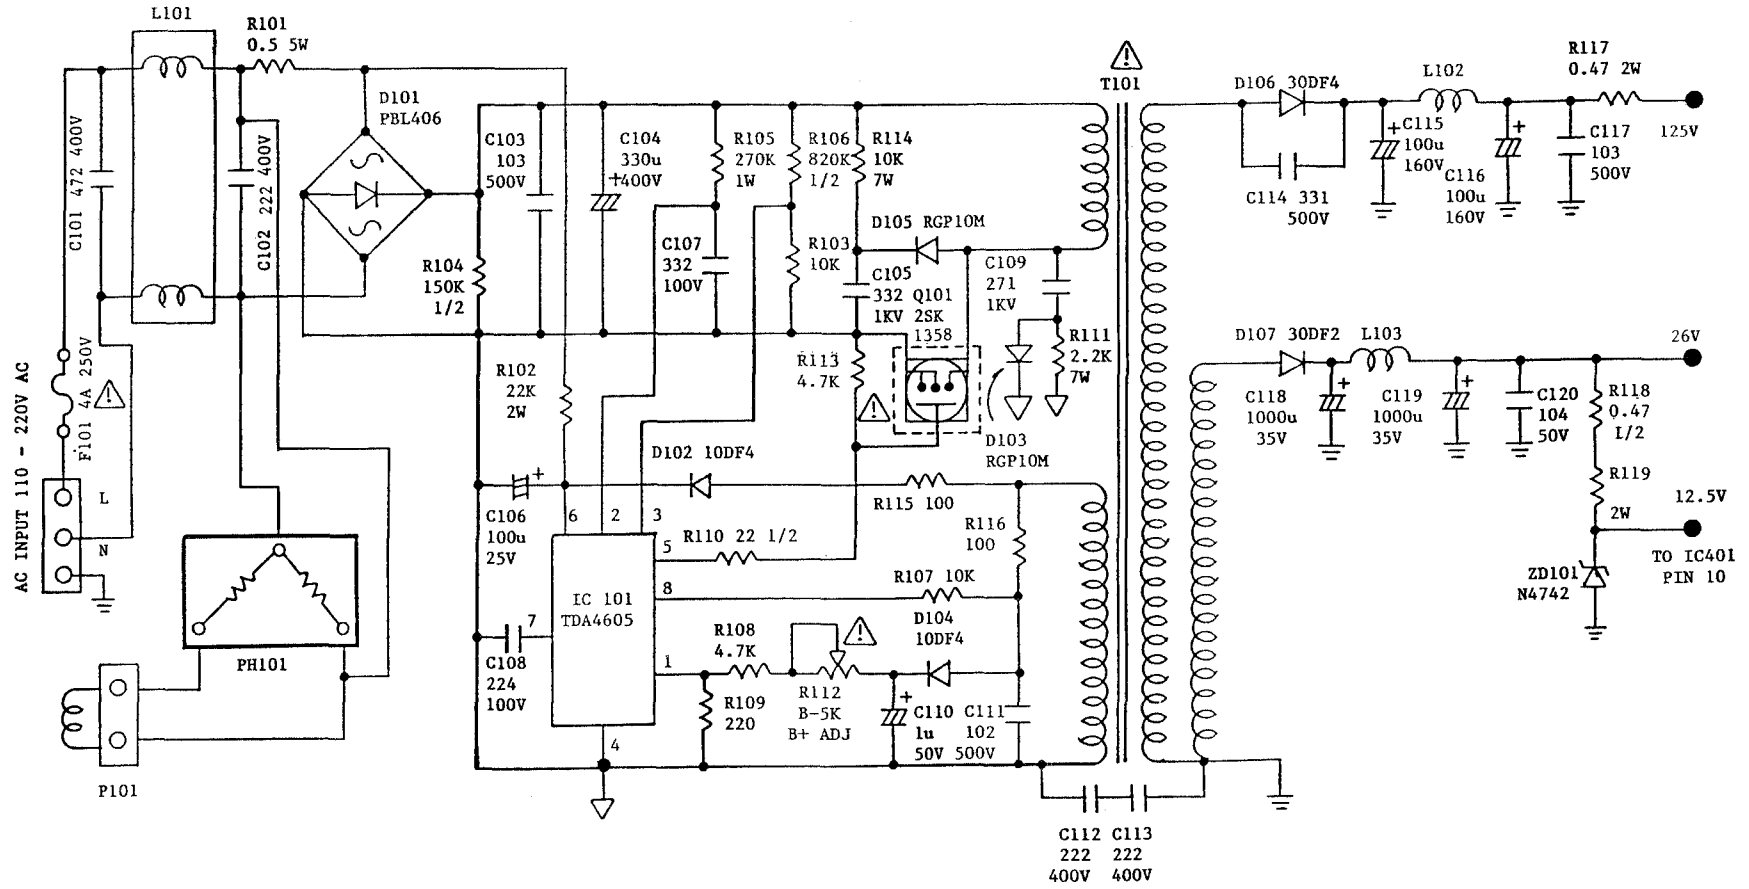 L101
R101
0.5 5W
C101 472 400V
C102 222 400V
D101
PBL406
F101 4A 250V
AC INPUT 110 - 220V AC
L
N
PH101
P101
C103
103
500V
C104
330u
400V
+
R105
270K
1W
R106
820K
1/2
R114
10K
7W
R104
150K
1/2
C107
332
100V
R103
10K
D105 RGP10M
C105
332
1KV
Q101
2SK
1358
C109
271
1KV
R111
2.2K
7W
R113
4.7K
D103
RGP10M
R102
22K
2W
D102 10DF4
R115 100
C106
100u
25V
+
6
2
3
5
8
7
1
4
R110 22 1/2
R107 10K
R116
100
IC 101
TDA4605
D104
10DF4
C108
224
100V
R108
4.7K
R109
220
R112
B-5K
B+ ADJ
+
C110
1u
50V
C111
102
500V
T101
C112
222
400V
C113
222
400V
D106 30DF4
L102
R117
0.47 2W
125V
C114 331
500V
+
C115
100u
160V
+
C116
100u
160V
C117
103
500V
D107 30DF2
L103
26V
C118
1000u
35V
+
C119
1000u
35V
+
C120
104
50V
R118
0.47
1/2
R119
2W
12.5V
TO IC401
PIN 10
ZD101
N4742